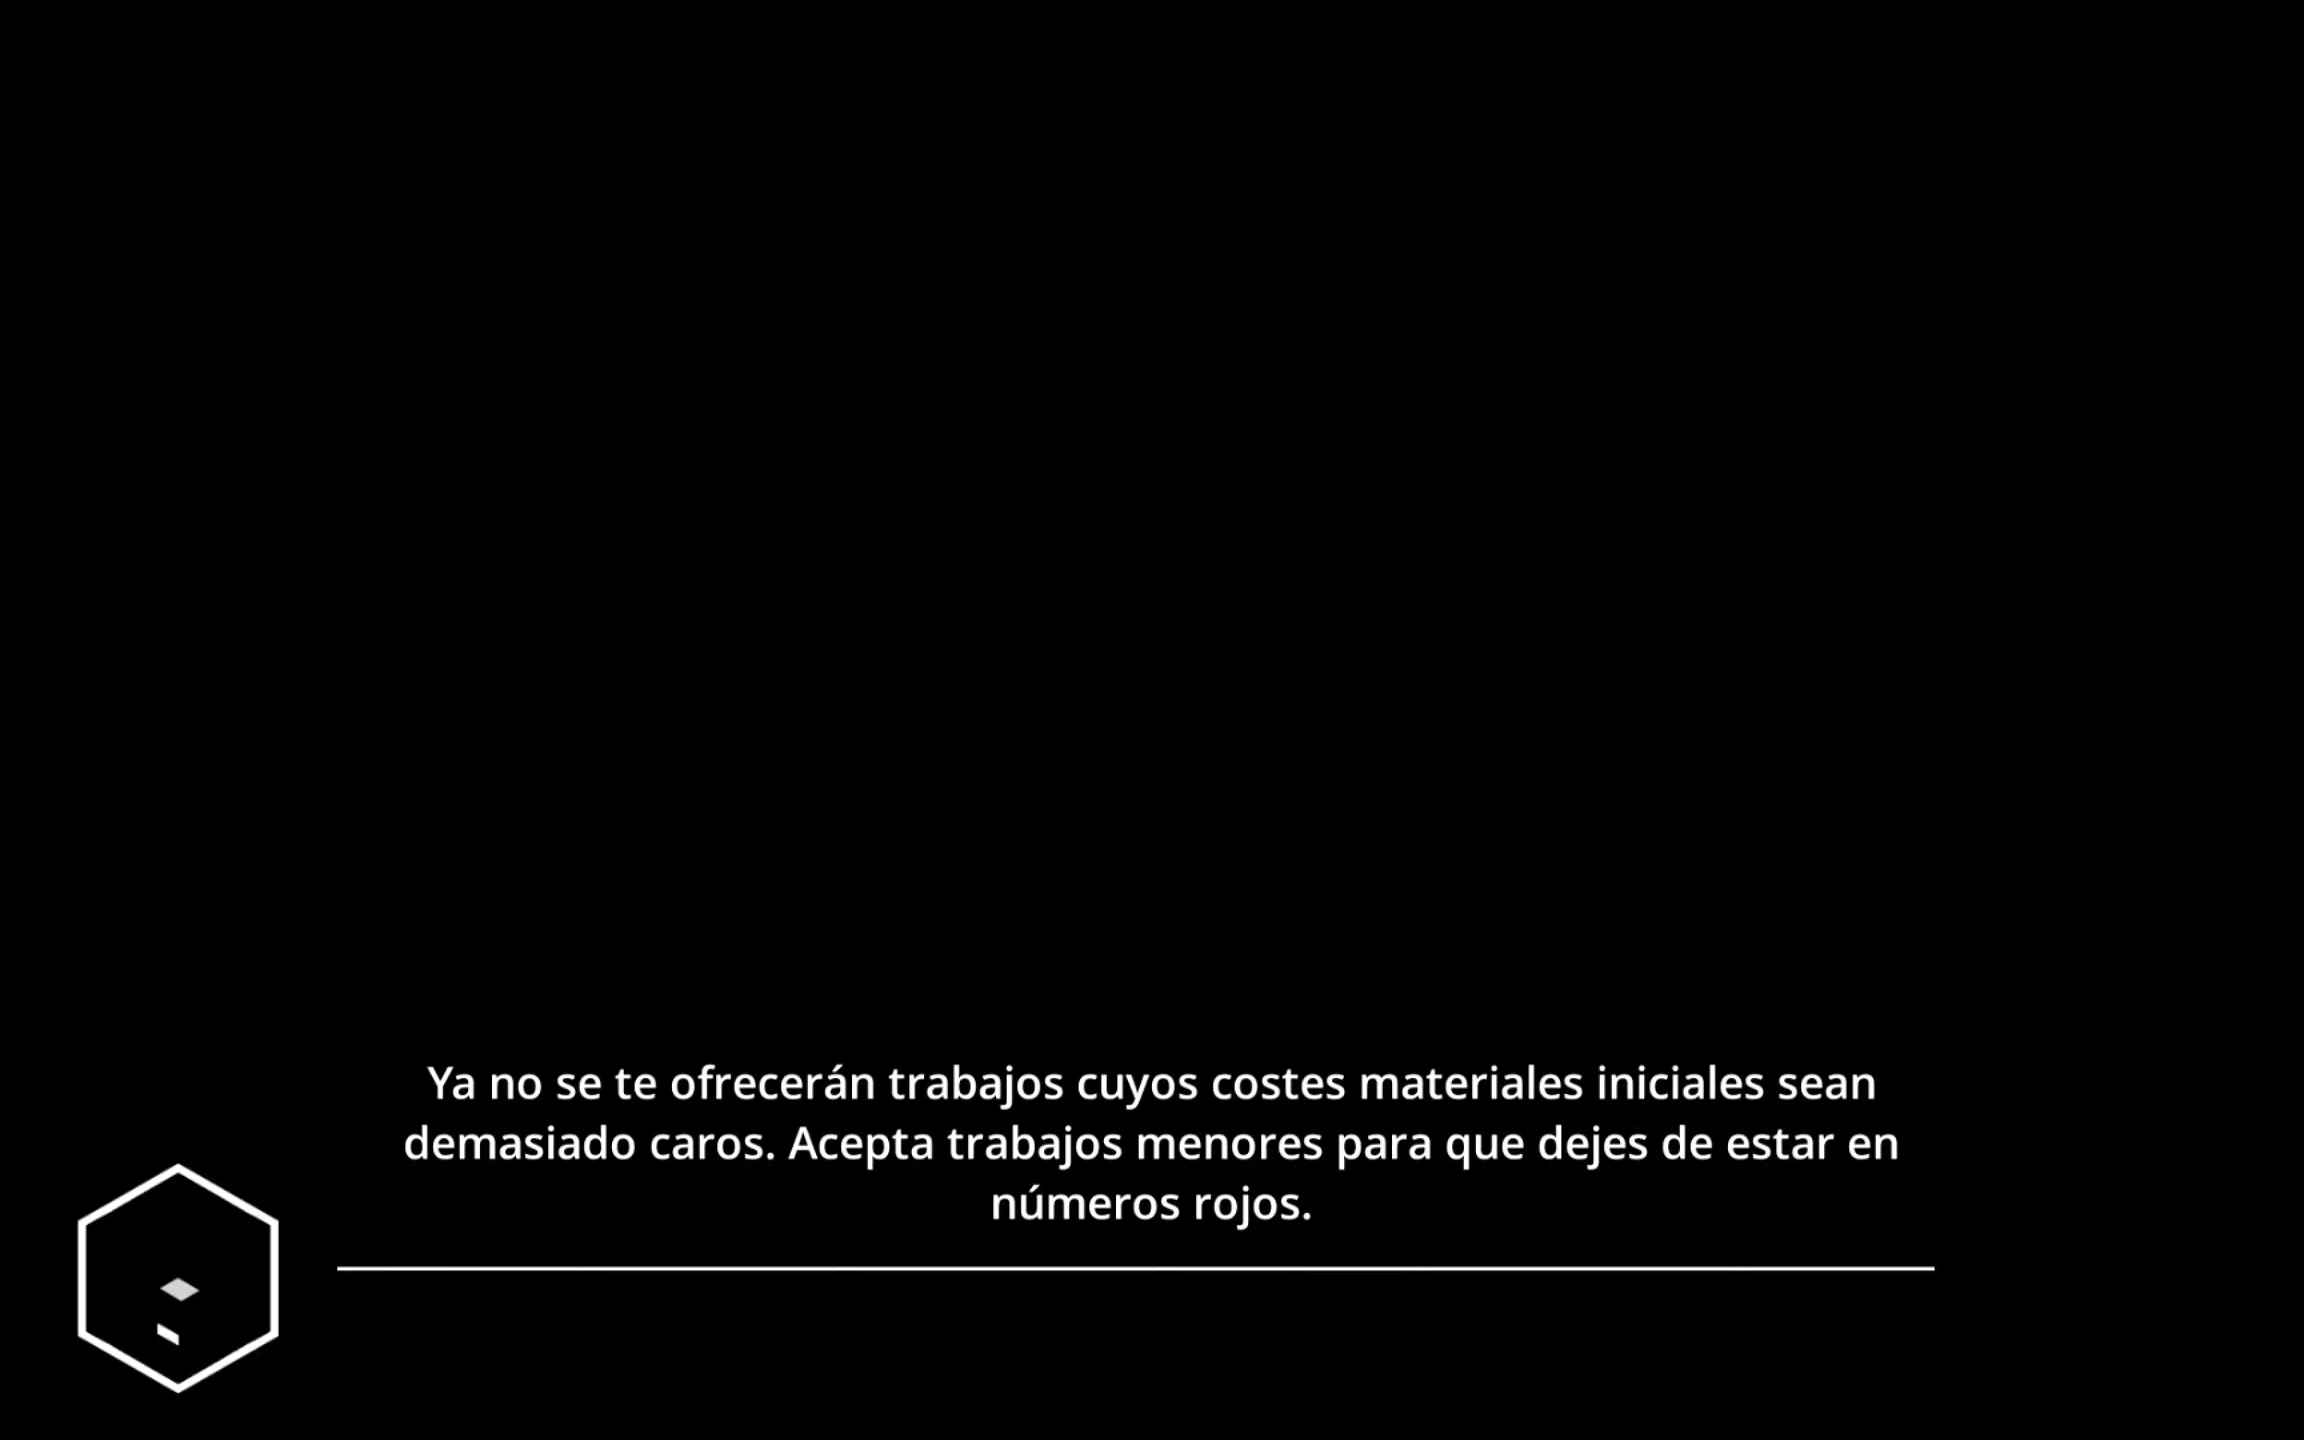 Ya no se te ofrecerán trabajos cuyos costes materiales iniciales sean
demasiado caros. Acepta trabajos menores para que dejes de estar en
números rojos.